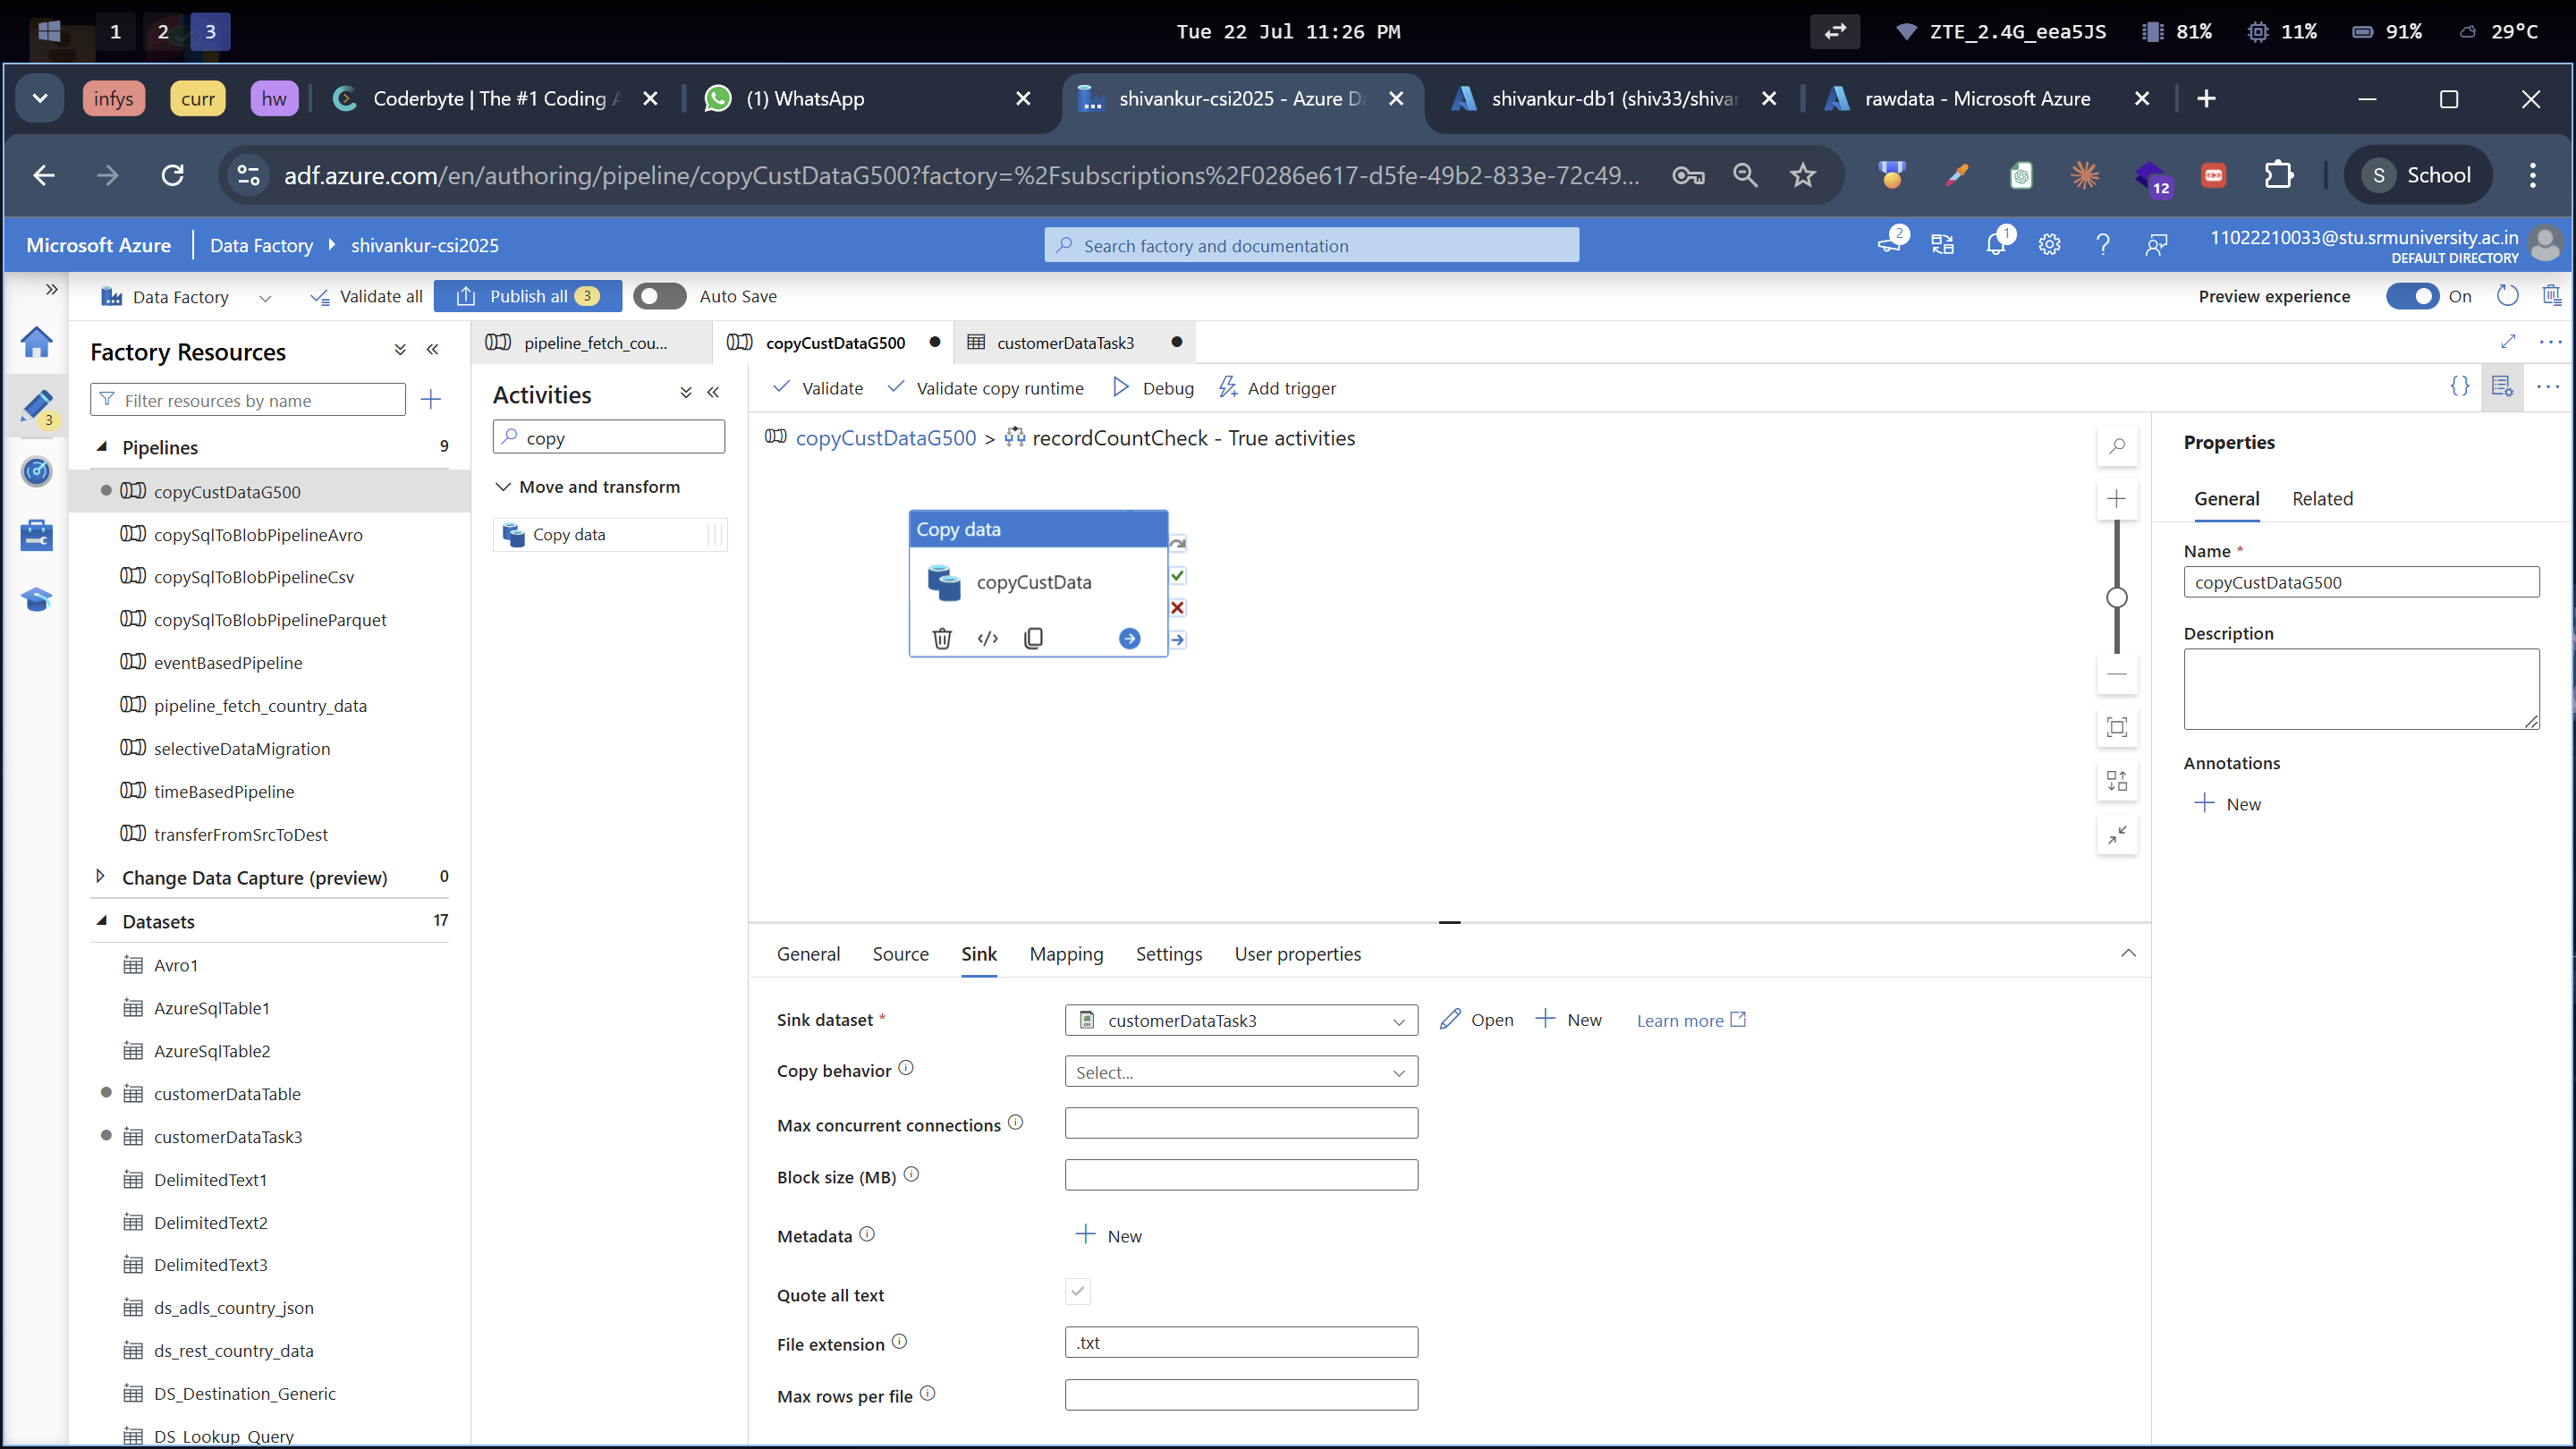 1
2
3
Tue 22 Jul 11:26 PM
ZTE_2.4G_eea5JS
81%
11%
91%
29°C
infys
curr
hw
Coderbyte | The #1 Coding
(1) WhatsApp
shivankur-csi2025 - Azure Da
shivankur-db1 (shiv33/shivan
rawdata - Microsoft Azure
adf.azure.com/en/authoring/pipeline/copyCustDataG500?factory=%2Fsubscriptions%2F0286e617-d5fe-49b2-833e-72c49...
12
S
School
Microsoft Azure
Data Factory
shivankur-csi2025
Search factory and documentation
2
1
11022210033@stu.srmuniversity.ac.in
DEFAULT DIRECTORY
Data Factory
Validate all
Publish all
3
Auto Save
Preview experience
On
Factory Resources
pipeline_fetch_cou...
copyCustDataG500
customerDataTask3
3
Filter resources by name
Pipelines
9
copyCustDataG500
copySqlToBlobPipelineAvro
copySqlToBlobPipelineCsv
copySqlToBlobPipelineParquet
eventBasedPipeline
pipeline_fetch_country_data
selectiveDataMigration
timeBasedPipeline
transferFromSrcToDest
Change Data Capture (preview)
0
Datasets
17
Avro1
AzureSqlTable1
AzureSqlTable2
customerDataTable
customerDataTask3
DelimitedText1
DelimitedText2
DelimitedText3
ds_adls_country_json
ds_rest_country_data
DS_Destination_Generic
DS_Lookup_Query
Activities
copy
Move and transform
Copy data
Validate
Validate copy runtime
Debug
Add trigger
copyCustDataG500 > recordCountCheck - True activities
Copy data
copyCustData
General
Source
Sink
Mapping
Settings
User properties
Sink dataset *
customerDataTask3
Open
New
Learn more
Copy behavior
Select...
Max concurrent connections
Block size (MB)
Metadata
New
Quote all text
File extension
.txt
Max rows per file
Properties
General
Related
Name *
copyCustDataG500
Description
Annotations
New